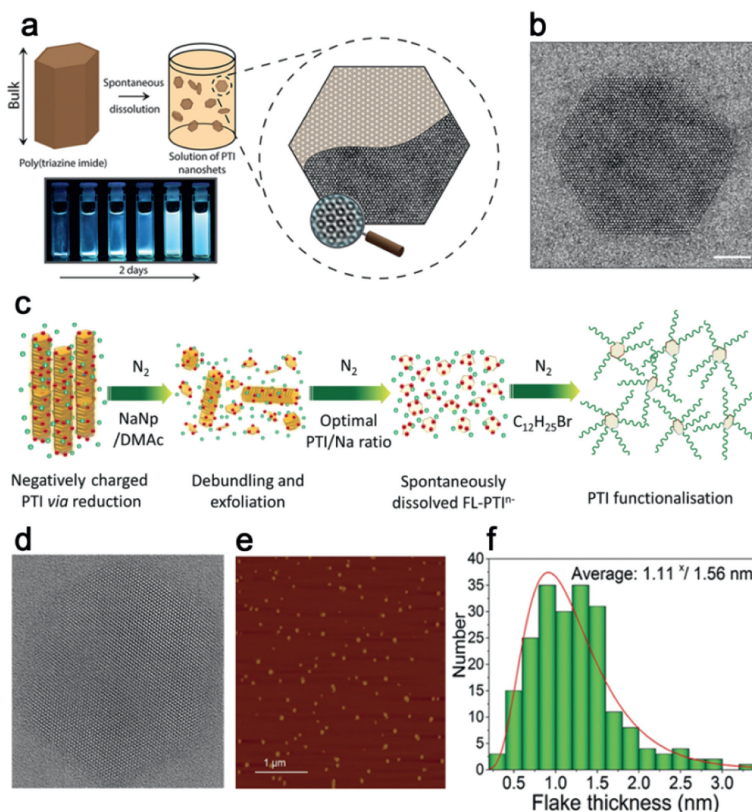 a
Bulk
Poly(triazine imide)
Spontaneous
dissolution
Solution of PTI
nanoshets
2 days
b
c
Negatively charged
PTI via reduction
N₂
NaNp
/DMAc
Debundling and
exfoliation
N₂
Optimal
PTI/Na ratio
Spontaneously
dissolved FL-PTIⁿ⁻
N₂
C₁₂H₂₅Br
PTI functionalisation
d
e
1 µm
f
Average: 1.11 ˣ/ 1.56 nm
Number
40
35
30
25
20
15
10
5
0
0.5 1.0 1.5 2.0 2.5 3.0
Flake thickness (nm)